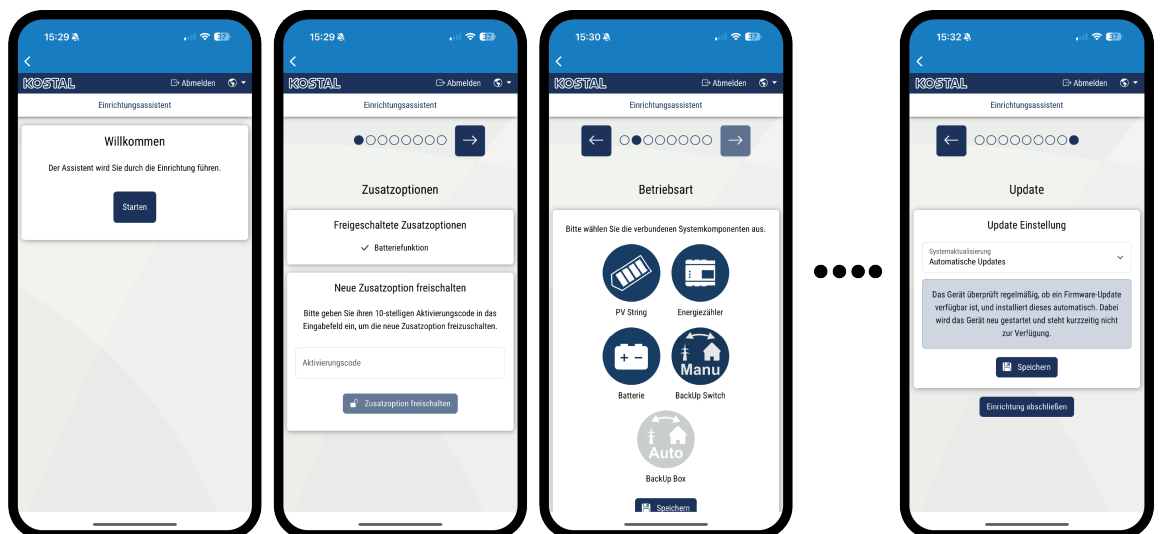 15:29
37
KOSTAL
Abmelden
Einrichtungsassistent
Willkommen
Der Assistent wird Sie durch die Einrichtung führen.
Starten
15:29
37
KOSTAL
Abmelden
Einrichtungsassistent
Zusatzoptionen
Freigeschaltete Zusatzoptionen
Batteriefunktion
Neue Zusatzoption freischalten
Bitte geben Sie ihren 10-stelligen Aktivierungscode in das
Eingabefeld ein, um die neue Zusatzoption freizuschalten.
Aktivierungscode
Zusatzoption freischalten
15:30
37
KOSTAL
Abmelden
Einrichtungsassistent
Betriebsart
Bitte wählen Sie die verbundenen Systemkomponenten aus.
PV String
Energiezähler
Manu
Batterie
BackUp Switch
Auto
BackUp Box
Speichern
15:32
37
KOSTAL
Abmelden
Einrichtungsassistent
Update
Update Einstellung
Systemaktualisierung
Automatische Updates
Das Gerät überprüft regelmäßig, ob ein Firmware-Update
verfügbar ist, und installiert dieses automatisch. Dabei
wird das Gerät neu gestartet und steht kurzzeitig nicht
zur Verfügung.
Speichern
Einrichtung abschließen